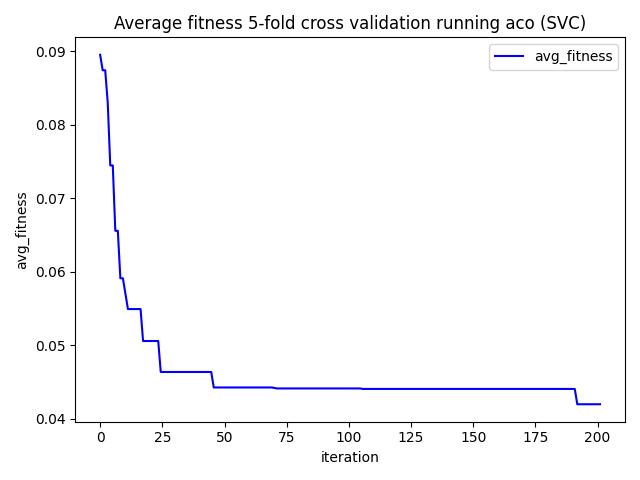 Average fitness 5-fold cross validation running aco (SVC)
avg_fitness
0.09
0.08
0.07
0.06
0.05
0.04
avg_fitness
0 25 50 75 100 125 150 175 200
iteration